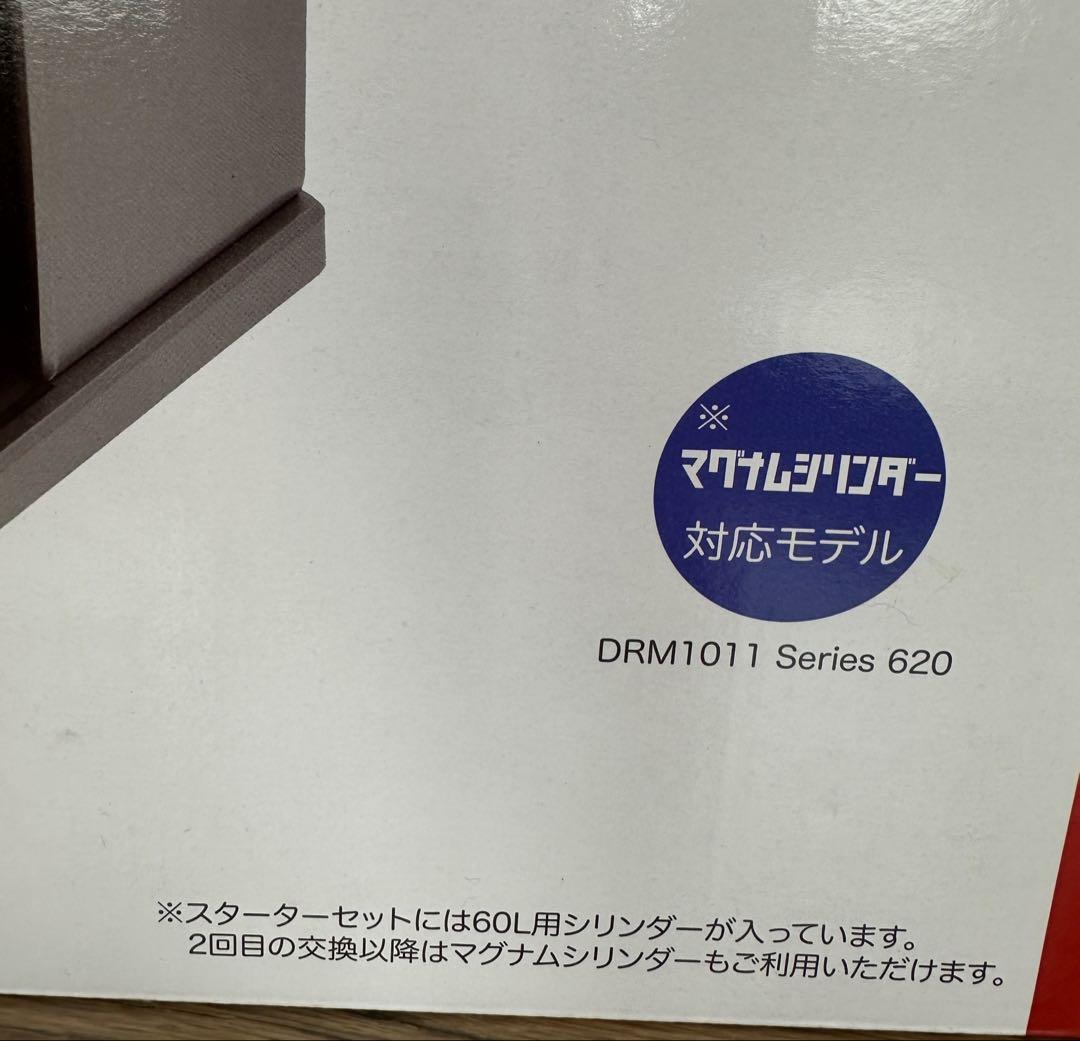 ※
マグナムシリンダー
対応モデル
DRM1011 Series 620
※スターターセットには60L用シリンダーが入っています。
2回目の交換以降はマグナムシリンダーもご利用いただけます。